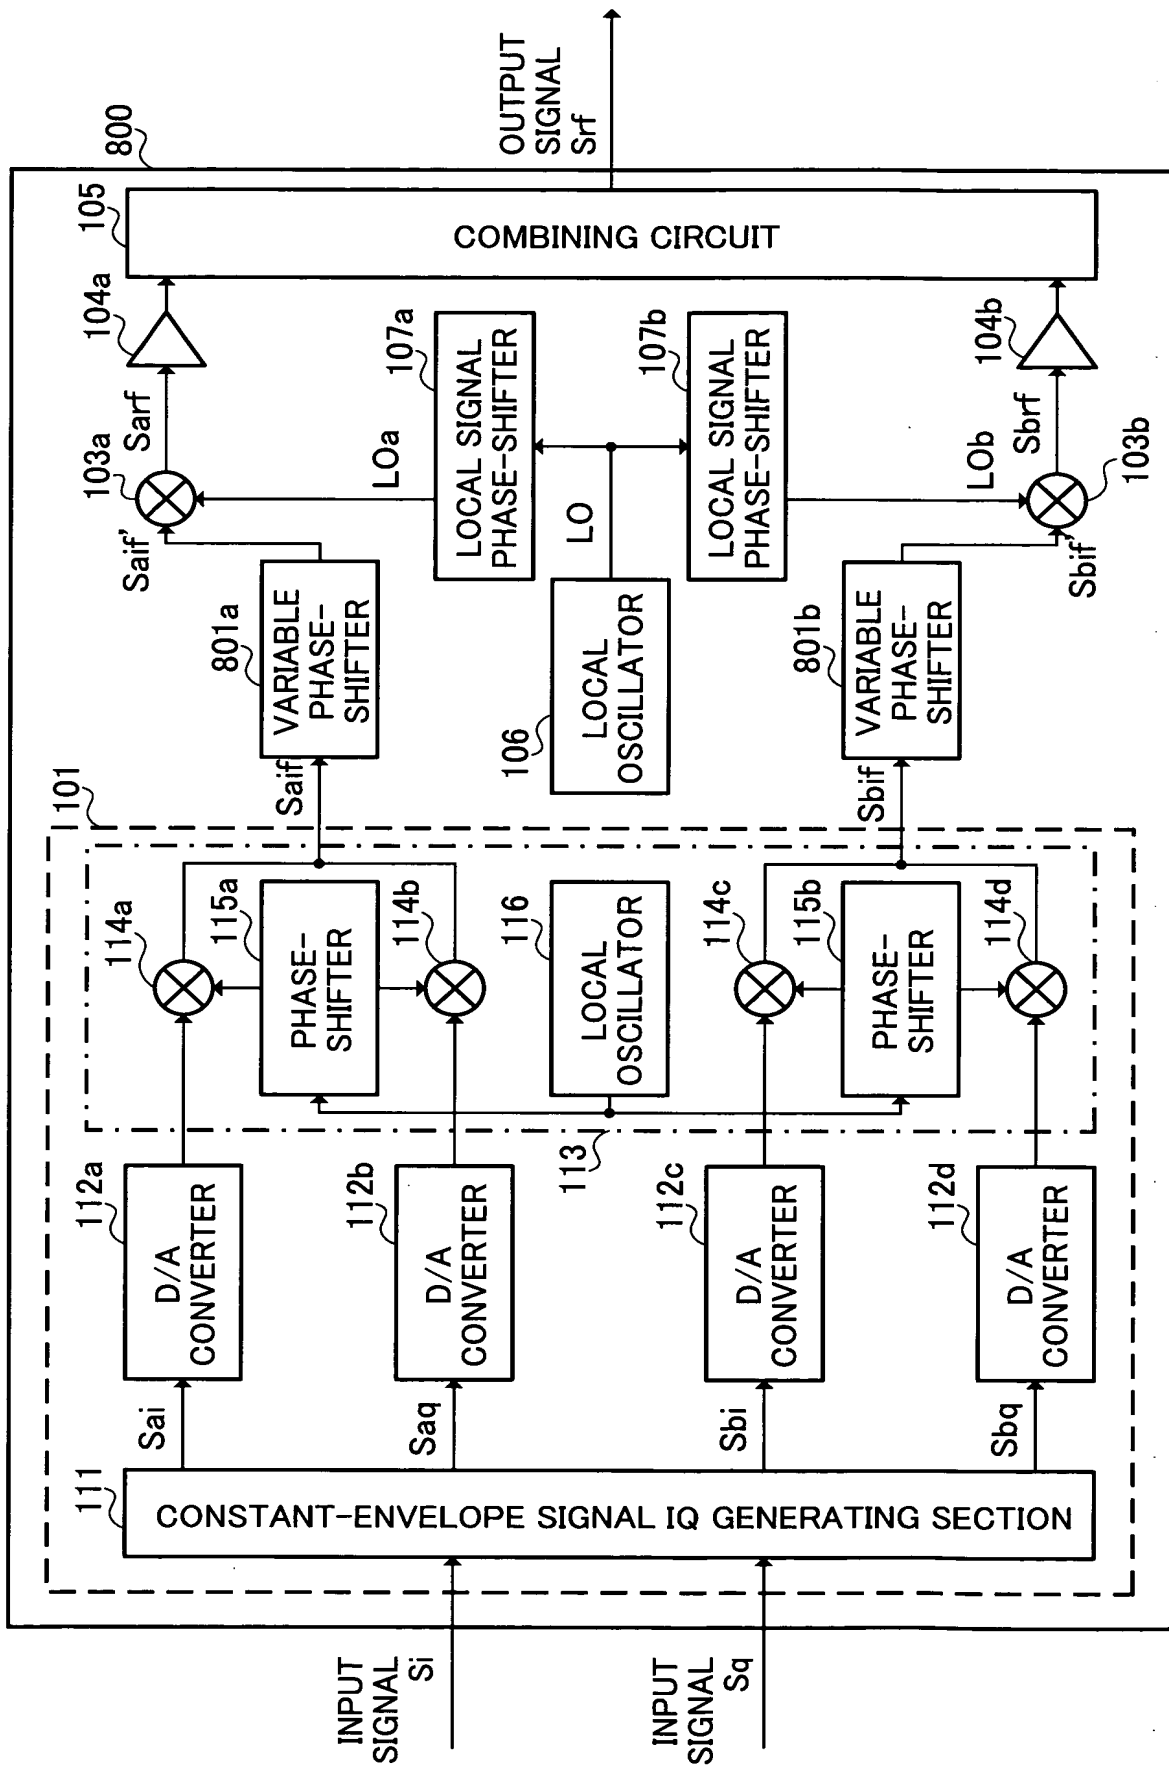 800
INPUT
SIGNAL
Si
INPUT
SIGNAL
Sq
101
111
CONSTANT-ENVELOPE SIGNAL IQ GENERATING SECTION
Sai
Saq
Sbi
Sbq
112a
D/A
CONVERTER
112b
D/A
CONVERTER
112c
D/A
CONVERTER
112d
D/A
CONVERTER
113
114a
115a
PHASE-
SHIFTER
114b
116
LOCAL
OSCILLATOR
114c
115b
PHASE-
SHIFTER
114d
Saif
Sbif
801a
VARIABLE
PHASE-
SHIFTER
106
LOCAL
OSCILLATOR
801b
VARIABLE
PHASE-
SHIFTER
Saif'
Sbif'
LO
103a
LOa
107a
LOCAL SIGNAL
PHASE-SHIFTER
107b
LOCAL SIGNAL
PHASE-SHIFTER
LOb
103b
Sarf
Sbrf
104a
104b
105
COMBINING CIRCUIT
OUTPUT
SIGNAL
Srf